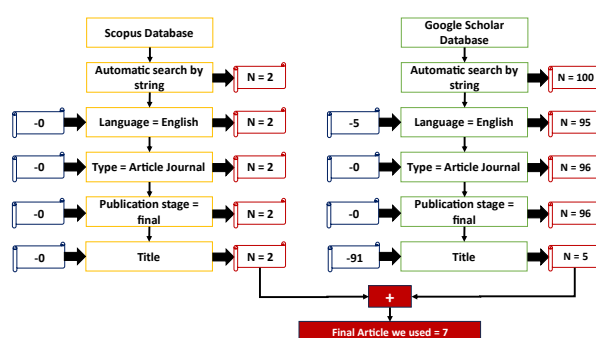 Scopus Database
Automatic search by
string
N = 2
-0
Language = English
N = 2
-0
Type = Article Journal
N = 2
-0
Publication stage =
final
N = 2
-0
Title
N = 2
Google Scholar
Database
Automatic search by
string
N = 100
-5
Language = English
N = 95
-0
Type = Article Journal
N = 96
-0
Publication stage =
final
N = 96
-91
Title
N = 5
+
Final Article we used = 7